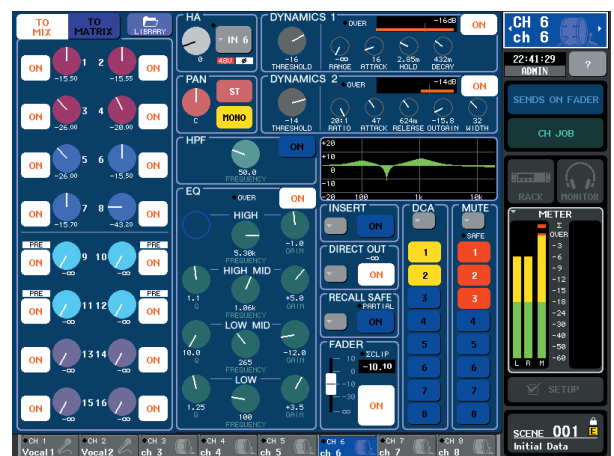 TO MIX TO MATRIX LIBRARY
ON 1 2 ON
-15.50 -15.55
ON 3 4 ON
-26.00 -20.00
ON 5 6 ON
-26.00 -15.50
ON 7 8 ON
-15.70 -43.20
PRE PRE
ON 9 10 ON
-∞ -∞
PRE PRE
ON 11 12 ON
-∞ -∞
ON 13 14 ON
-∞ -∞
ON 15 16 ON
-∞ -∞
HA
IN 6
0 48V Ø
PAN
ST
MONO
C
DYNAMICS 1 OVER -16dB ON
-16 -∞ 16 2.85m 432m
THRESHOLD RANGE ATTACK HOLD DECAY
DYNAMICS 2 OVER -14dB ON
-14 20:1 47 624m -15.8 32
THRESHOLD RATIO ATTACK RELEASE OUTGAIN WIDTH
HPF ON
50.0
FREQUENCY
+20
+10
0
-10
-20 100 1k 10k
EQ OVER ON
HIGH
5.30k -1.0
FREQUENCY GAIN
HIGH MID
1.1 1.06k +5.0
Q FREQUENCY GAIN
LOW MID
10.0 265 -12.0
Q FREQUENCY GAIN
LOW
1.25 100 +3.5
Q FREQUENCY GAIN
INSERT
ON
DIRECT OUT
-∞
ON
RECALL SAFE
PARTIAL
ON
FADER
ΣCLIP
-10.10
10
0
-10
-30
-∞
ON
DCA
1
2
3
4
5
6
7
8
MUTE
SAFE
1
2
3
4
5
6
7
8
CH 6
ch 6
22:41:29
ADMIN
?
SENDS ON FADER
CH JOB
RACK MONITOR
METER
Σ
OVER
-3
-6
-9
-12
-15
-18
-24
-30
-40
-50
-60
L R M
SETUP
SCENE 001 E
Initial Data
CH 1 CH 2 CH 3 CH 4 CH 5 CH 6 CH 7 CH 8
Vocal1 Vocal2 ch 3 ch 4 ch 5 ch 6 ch 7 ch 8